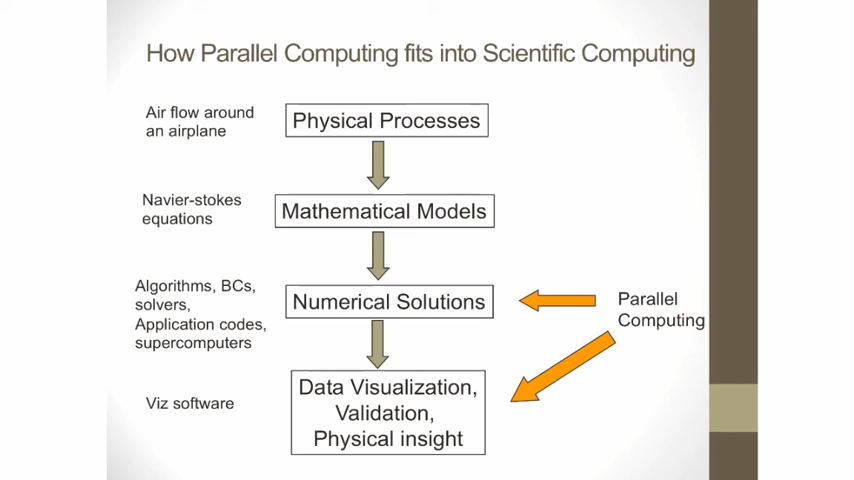 How Parallel Computing fits into Scientific Computing
Air flow around
an airplane
Physical Processes
Navier-stokes
equations
Mathematical Models
Algorithms, BCs,
solvers,
Application codes,
supercomputers
Numerical Solutions
Parallel
Computing
Viz software
Data Visualization,
Validation,
Physical insight